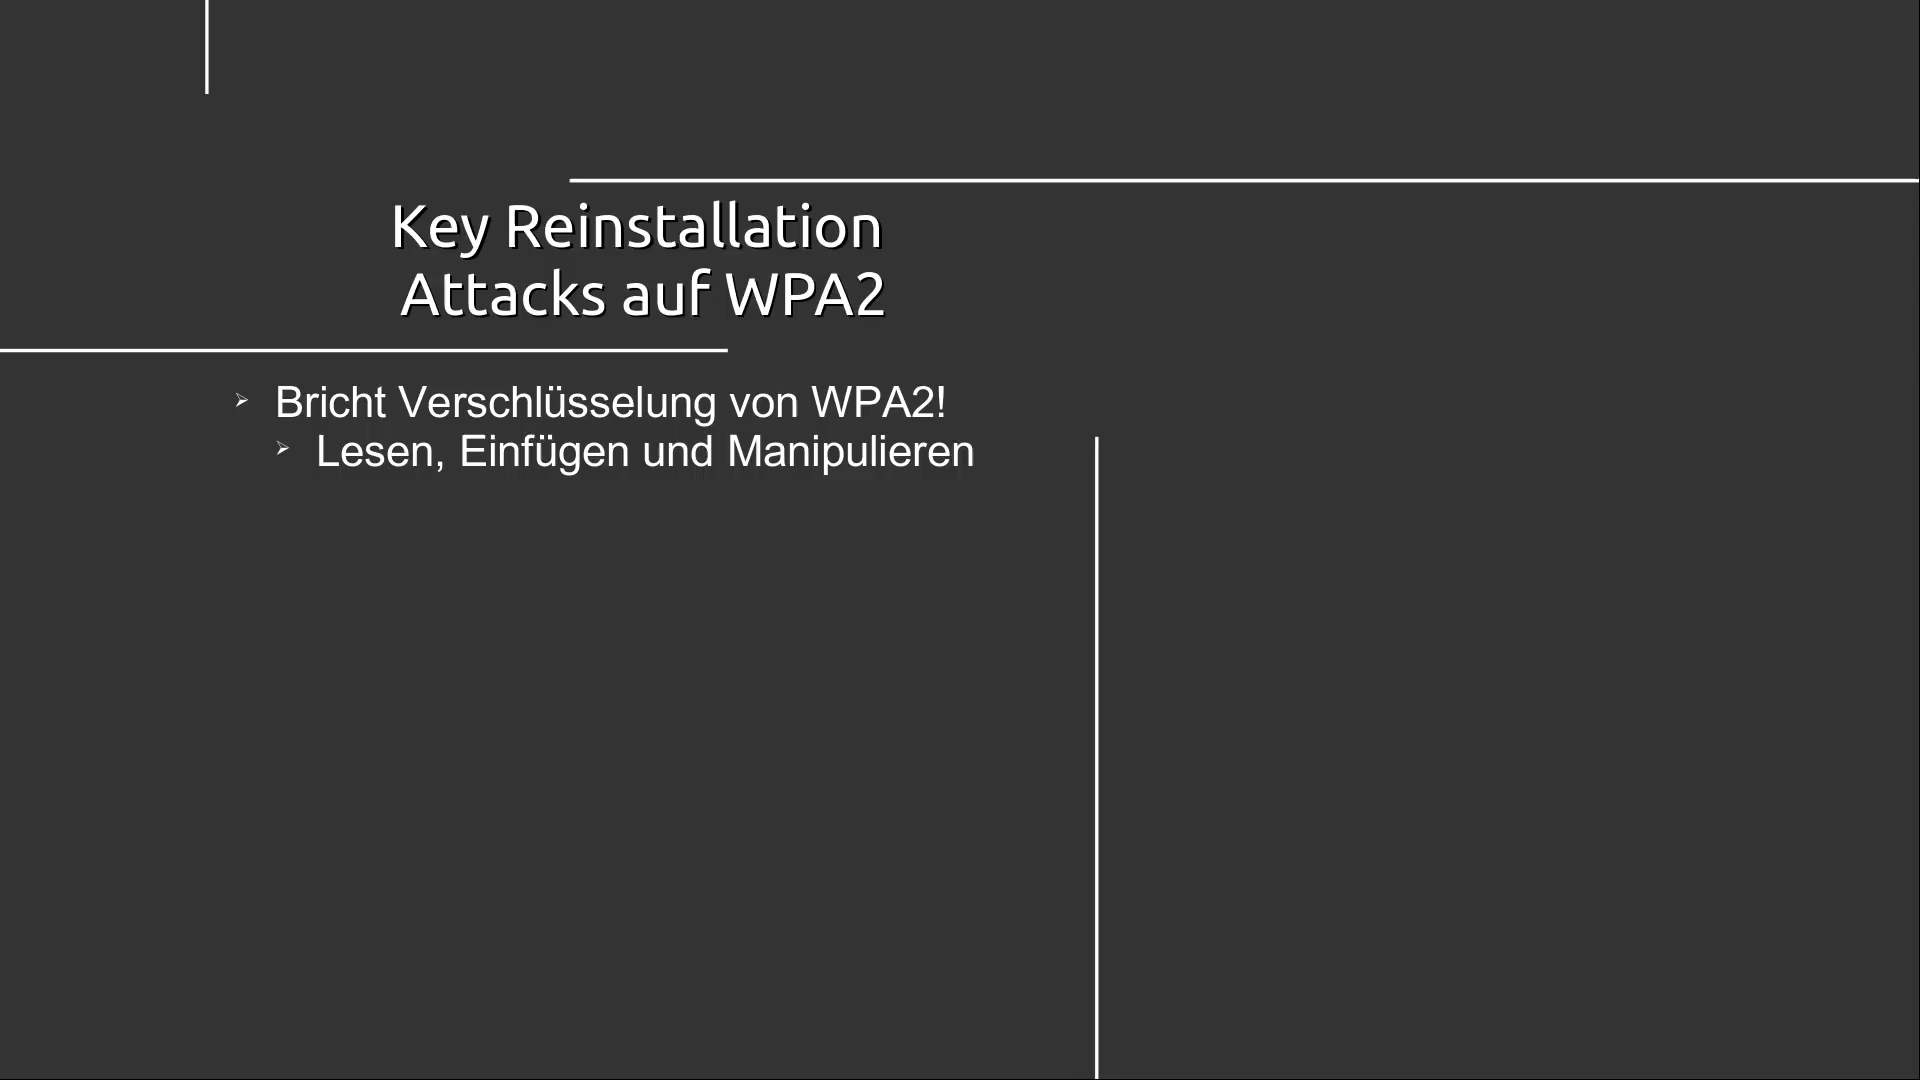 Key Reinstallation
Attacks auf WPA2
➢ Bricht Verschlüsselung von WPA2!
➢ Lesen, Einfügen und Manipulieren